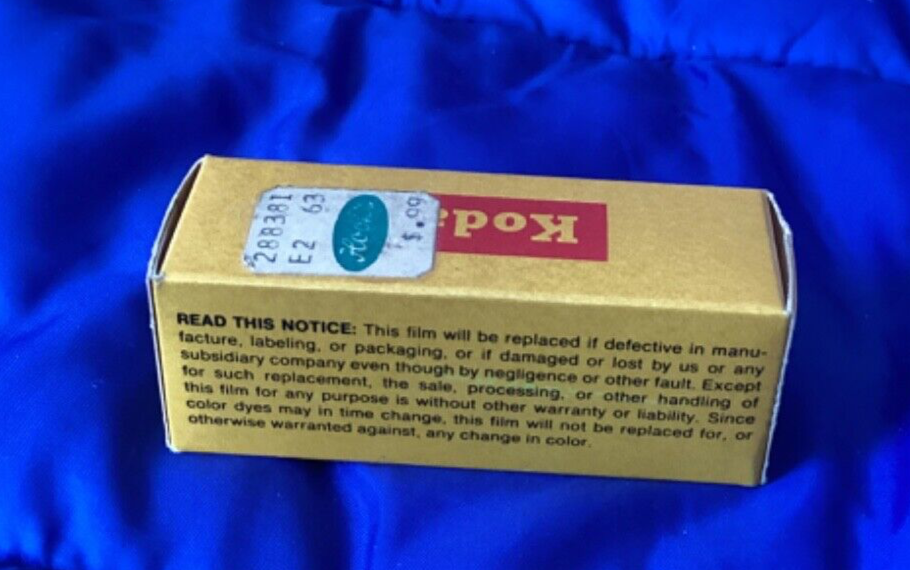 288381
E2 63
$.99
Kod
READ THIS NOTICE: This film will be replaced if defective in manu-
facture, labeling, or packaging, or if damaged or lost by us or any
subsidiary company even though by negligence or other fault. Except
for such replacement, the sale, processing, or other handling of
this film for any purpose is without other warranty or liability. Since
color dyes may in time change, this film will not be replaced for, or
otherwise warranted against, any change in color.